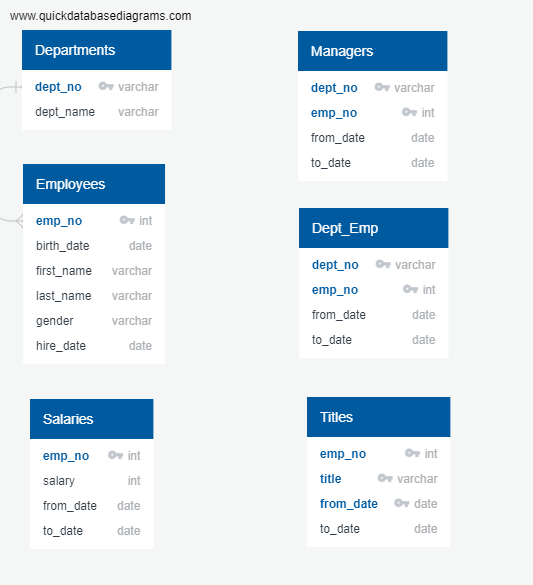 www.quickdatabasediagrams.com
Departments
dept_no varchar
dept_name varchar
Managers
dept_no varchar
emp_no int
from_date date
to_date date
Employees
emp_no int
birth_date date
first_name varchar
last_name varchar
gender varchar
hire_date date
Dept_Emp
dept_no varchar
emp_no int
from_date date
to_date date
Salaries
emp_no int
salary int
from_date date
to_date date
Titles
emp_no int
title varchar
from_date date
to_date date